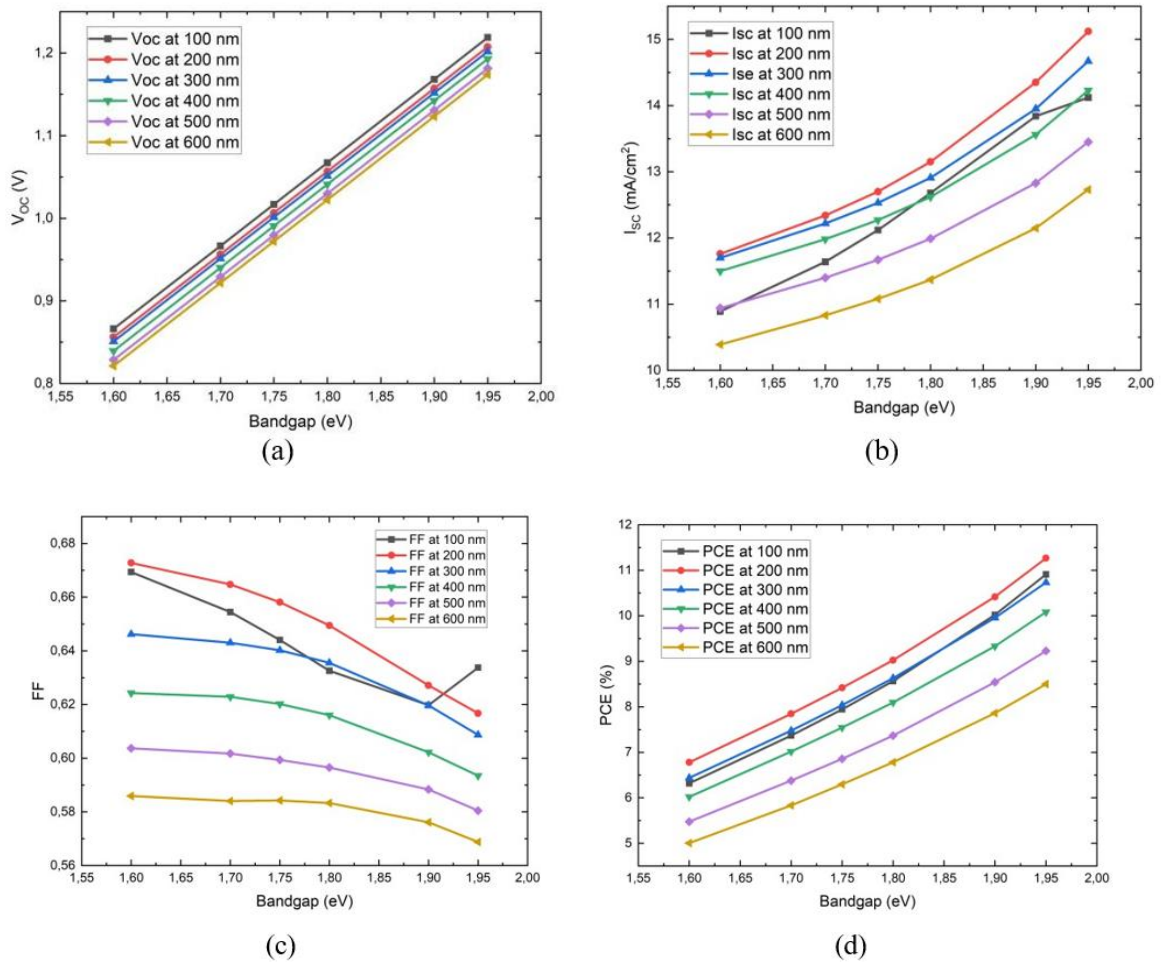 Voc at 100 nm
Voc at 200 nm
Voc at 300 nm
Voc at 400 nm
Voc at 500 nm
Voc at 600 nm
1,2
1,1
1,0
0,9
0,8
V_OC (V)
1,55 1,60 1,65 1,70 1,75 1,80 1,85 1,90 1,95 2,00
Bandgap (eV)
(a)
Isc at 100 nm
Isc at 200 nm
Ise at 300 nm
Isc at 400 nm
Isc at 500 nm
Isc at 600 nm
15
14
13
12
11
10
I_SC (mA/cm²)
1,55 1,60 1,65 1,70 1,75 1,80 1,85 1,90 1,95 2,00
Bandgap (eV)
(b)
FF at 100 nm
FF at 200 nm
FF at 300 nm
FF at 400 nm
FF at 500 nm
FF at 600 nm
0,68
0,66
0,64
0,62
0,60
0,58
0,56
FF
1,55 1,60 1,65 1,70 1,75 1,80 1,85 1,90 1,95 2,00
Bandgap (eV)
(c)
PCE at 100 nm
PCE at 200 nm
PCE at 300 nm
PCE at 400 nm
PCE at 500 nm
PCE at 600 nm
12
11
10
9
8
7
6
5
PCE (%)
1,55 1,60 1,65 1,70 1,75 1,80 1,85 1,90 1,95 2,00
Bandgap (eV)
(d)